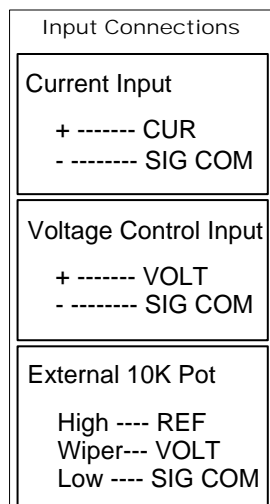 Input Connections
Current Input
+ ------- CUR
- -------- SIG COM
Voltage Control Input
+ ------- VOLT
- -------- SIG COM
External 10K Pot
High ---- REF
Wiper--- VOLT
Low ---- SIG COM